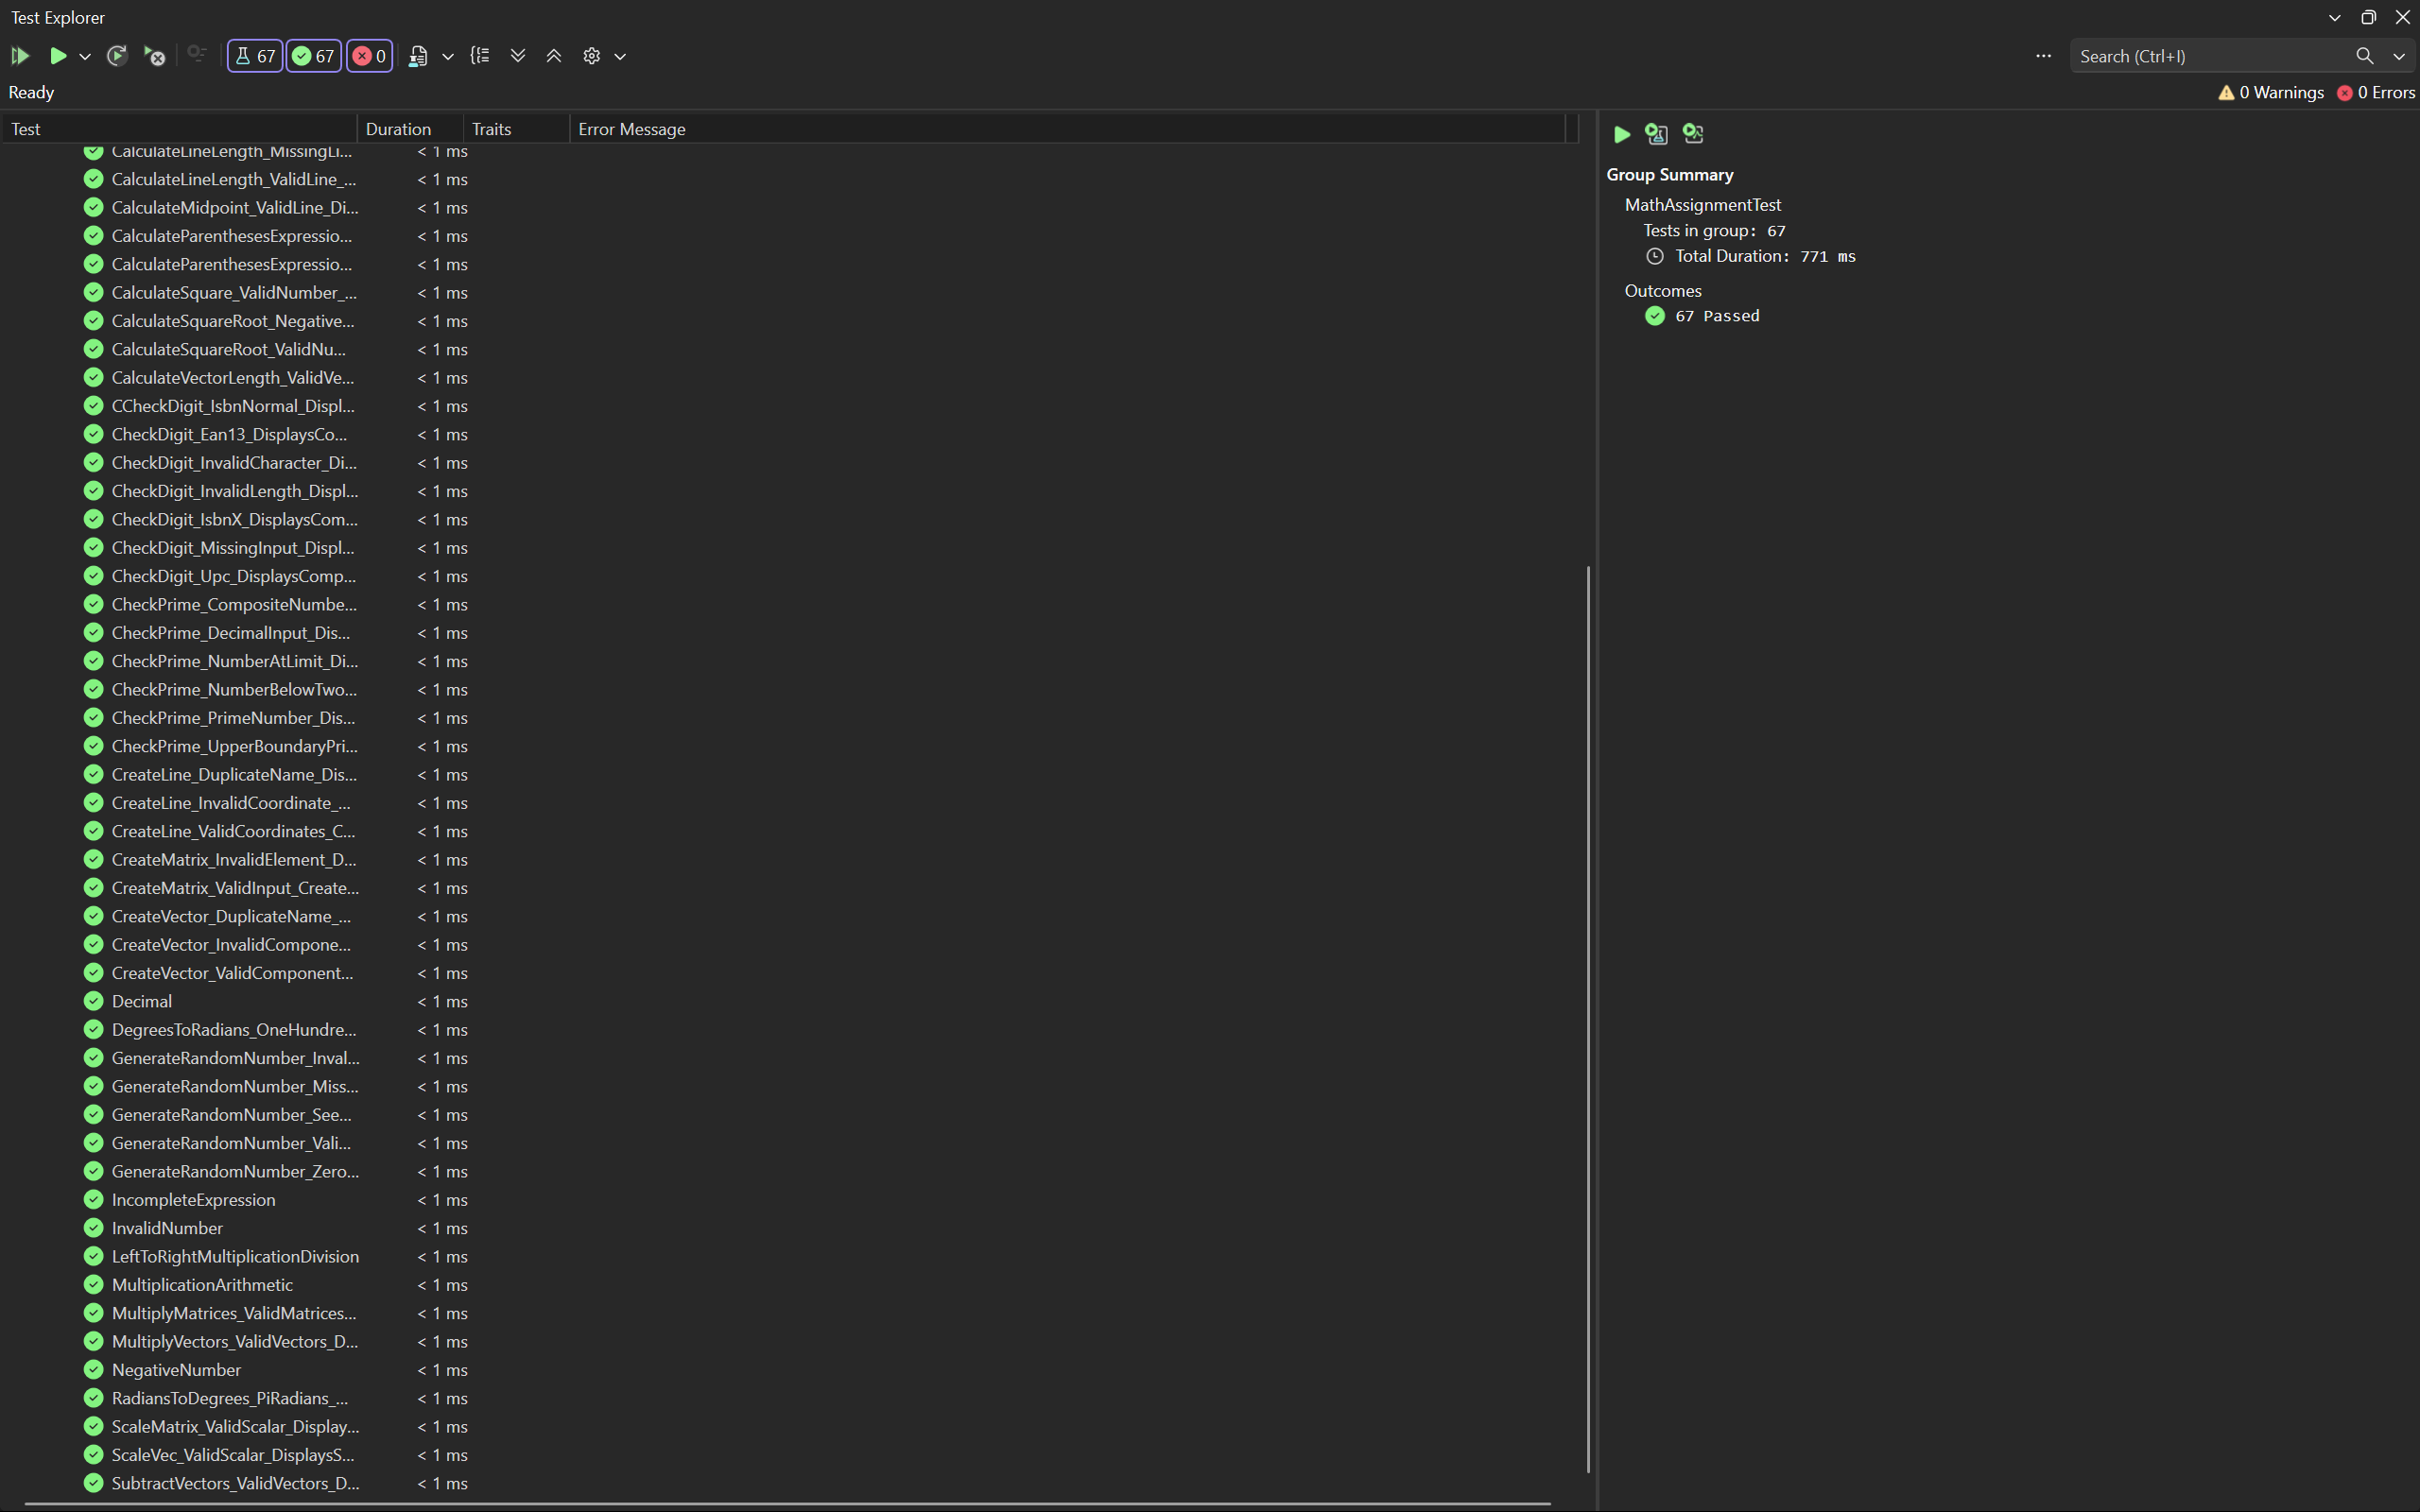 Test Explorer
67 67 0 Search (Ctrl+I)
Ready 0 Warnings 0 Errors
Test Duration Traits Error Message
CalculateLineLength_MissingLi... < 1 ms
CalculateLineLength_ValidLine_... < 1 ms
CalculateMidpoint_ValidLine_Di... < 1 ms
CalculateParenthesesExpressio... < 1 ms
CalculateParenthesesExpressio... < 1 ms
CalculateSquare_ValidNumber_... < 1 ms
CalculateSquareRoot_Negative... < 1 ms
CalculateSquareRoot_ValidNu... < 1 ms
CalculateVectorLength_ValidVe... < 1 ms
CCheckDigit_IsbnNormal_Displ... < 1 ms
CheckDigit_Ean13_DisplaysCo... < 1 ms
CheckDigit_InvalidCharacter_Di... < 1 ms
CheckDigit_InvalidLength_Displ... < 1 ms
CheckDigit_IsbnX_DisplaysCom... < 1 ms
CheckDigit_MissingInput_Displ... < 1 ms
CheckDigit_Upc_DisplaysComp... < 1 ms
CheckPrime_CompositeNumbe... < 1 ms
CheckPrime_DecimalInput_Dis... < 1 ms
CheckPrime_NumberAtLimit_Di... < 1 ms
CheckPrime_NumberBelowTwo... < 1 ms
CheckPrime_PrimeNumber_Dis... < 1 ms
CheckPrime_UpperBoundaryPri... < 1 ms
CreateLine_DuplicateName_Dis... < 1 ms
CreateLine_InvalidCoordinate_... < 1 ms
CreateLine_ValidCoordinates_C... < 1 ms
CreateMatrix_InvalidElement_D... < 1 ms
CreateMatrix_ValidInput_Create... < 1 ms
CreateVector_DuplicateName_... < 1 ms
CreateVector_InvalidCompone... < 1 ms
CreateVector_ValidComponent... < 1 ms
Decimal < 1 ms
DegreesToRadians_OneHundre... < 1 ms
GenerateRandomNumber_Inval... < 1 ms
GenerateRandomNumber_Miss... < 1 ms
GenerateRandomNumber_See... < 1 ms
GenerateRandomNumber_Vali... < 1 ms
GenerateRandomNumber_Zero... < 1 ms
IncompleteExpression < 1 ms
InvalidNumber < 1 ms
LeftToRightMultiplicationDivision < 1 ms
MultiplicationArithmetic < 1 ms
MultiplyMatrices_ValidMatrices... < 1 ms
MultiplyVectors_ValidVectors_D... < 1 ms
NegativeNumber < 1 ms
RadiansToDegrees_PiRadians_... < 1 ms
ScaleMatrix_ValidScalar_Display... < 1 ms
ScaleVec_ValidScalar_DisplaysS... < 1 ms
SubtractVectors_ValidVectors_D... < 1 ms
Group Summary
MathAssignmentTest
Tests in group: 67
Total Duration: 771 ms
Outcomes
67 Passed